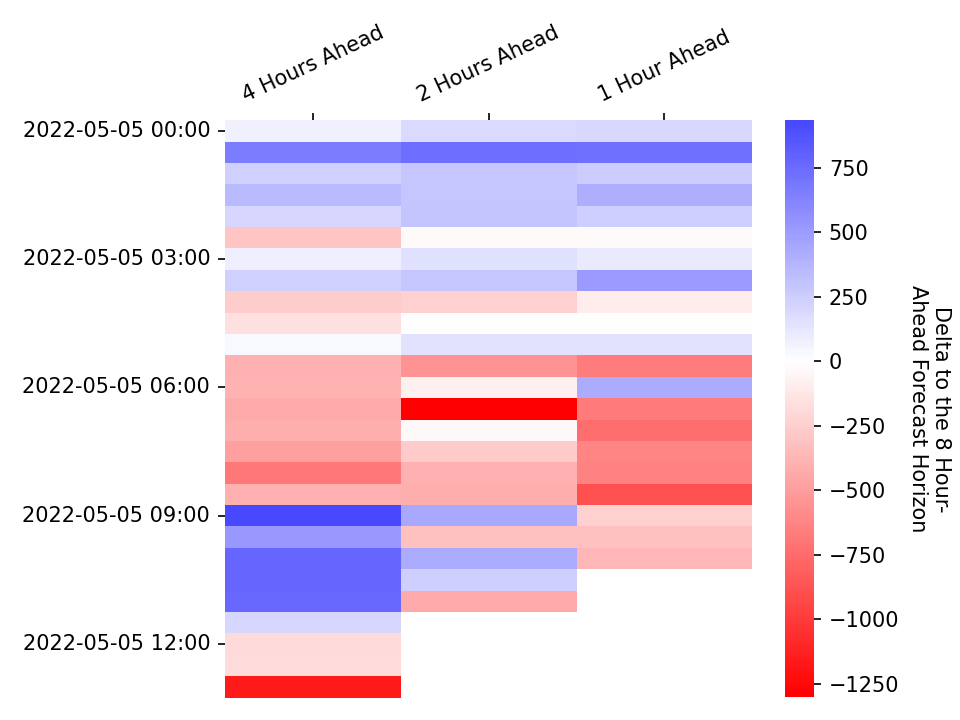 4 Hours Ahead
2 Hours Ahead
1 Hour Ahead
2022-05-05 00:00
2022-05-05 03:00
2022-05-05 06:00
2022-05-05 09:00
2022-05-05 12:00
750
500
250
0
−250
−500
−750
−1000
−1250
Delta to the 8 Hour-
Ahead Forecast Horizon